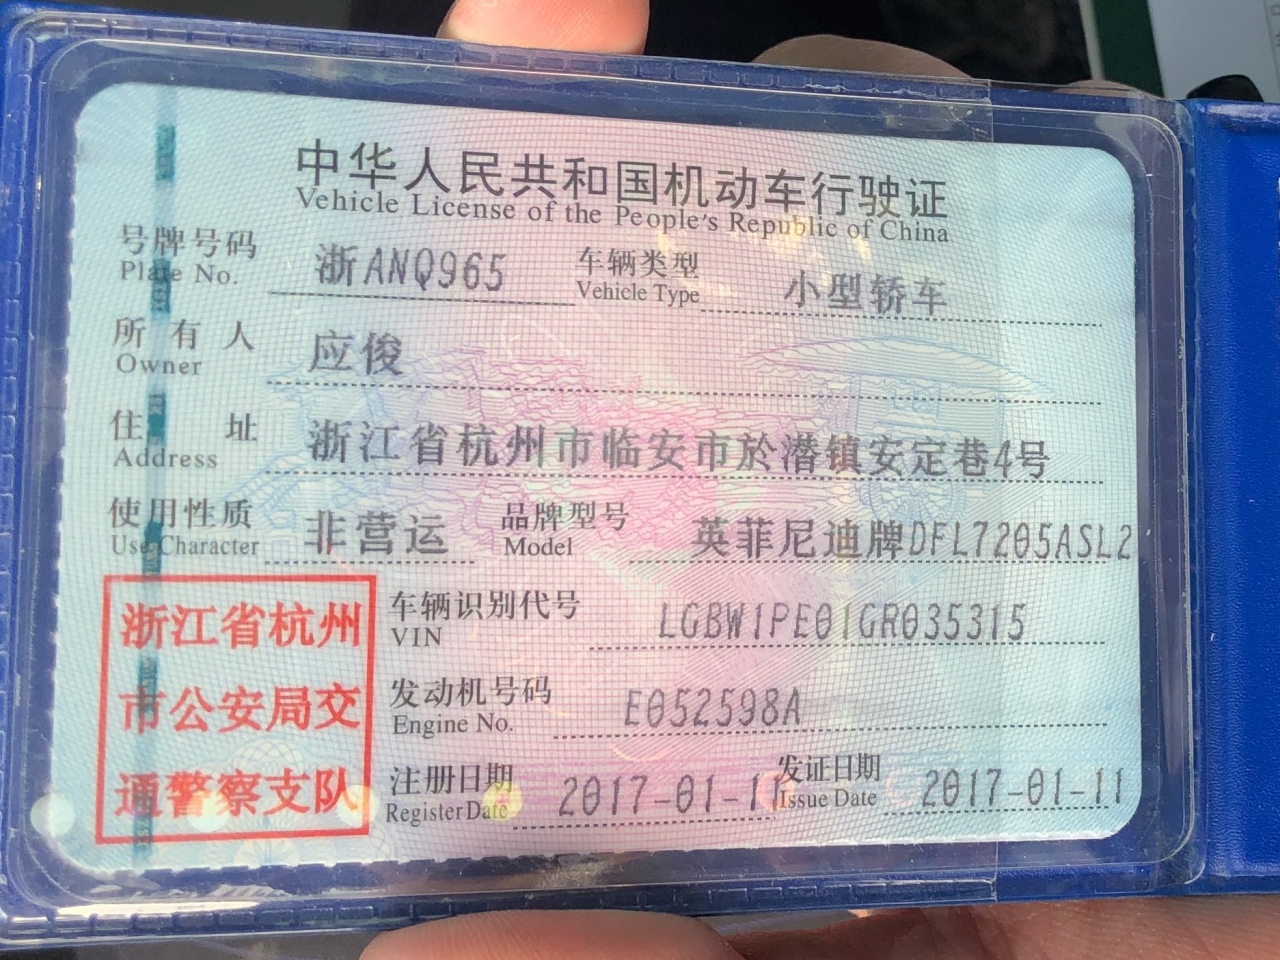 中华人民共和国机动车行驶证
Vehicle License of the People's Republic of China
号牌号码 浙ANQ965 车辆类型 小型轿车
Plate No. Vehicle Type
所有人 应俊
Owner
住址 浙江省杭州市临安市於潜镇安定巷4号
Address
使用性质 非营运 品牌型号 英菲尼迪牌DFL7205ASL2
Use Character Model
浙江省杭州
市公安局交
通警察支队
车辆识别代号 LGBW1PE01GR035315
VIN
发动机号码 E052598A
Engine No.
注册日期 2017-01-11 发证日期 2017-01-11
Register Date Issue Date